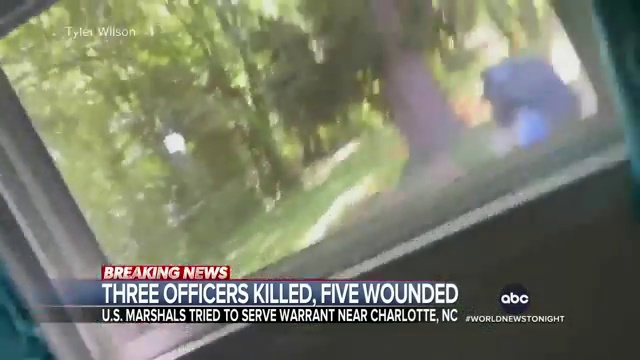 Tyler Wilson
BREAKING NEWS
THREE OFFICERS KILLED, FIVE WOUNDED
abc
U.S. MARSHALS TRIED TO SERVE WARRANT NEAR CHARLOTTE, NC
#WORLDNEWSTONIGHT